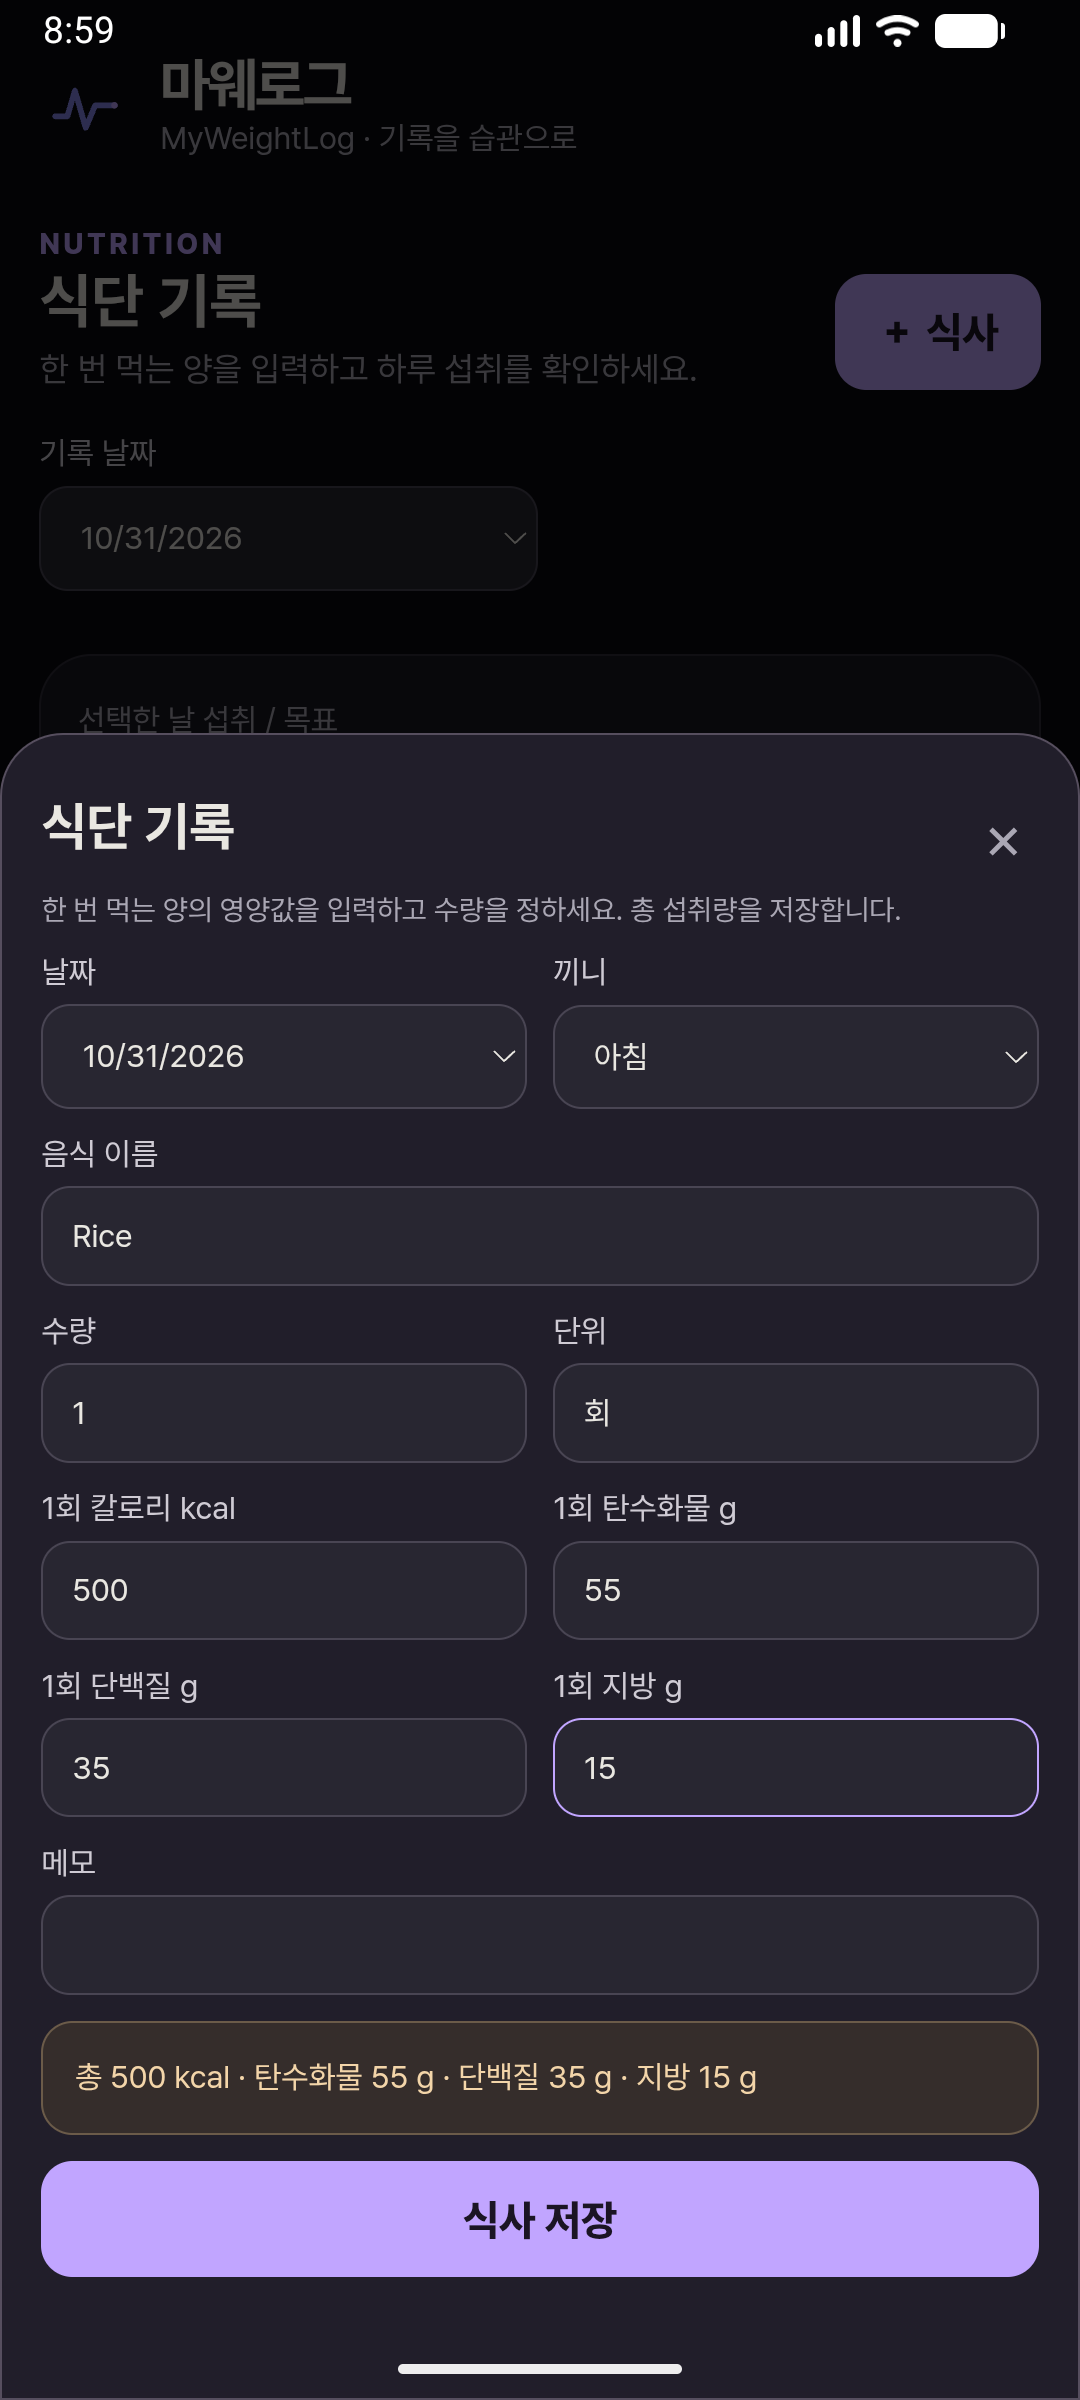 8:59
마웨로그
MyWeightLog · 기록을 습관으로
NUTRITION
식단 기록
한 번 먹는 양을 입력하고 하루 섭취를 확인하세요.
+ 식사
기록 날짜
10/31/2026
선택한 날 섭취 / 목표
식단 기록
한 번 먹는 양의 영양값을 입력하고 수량을 정하세요. 총 섭취량을 저장합니다.
날짜 끼니
10/31/2026 아침
음식 이름
Rice
수량 단위
1 회
1회 칼로리 kcal 1회 탄수화물 g
500 55
1회 단백질 g 1회 지방 g
35 15
메모
총 500 kcal · 탄수화물 55 g · 단백질 35 g · 지방 15 g
식사 저장